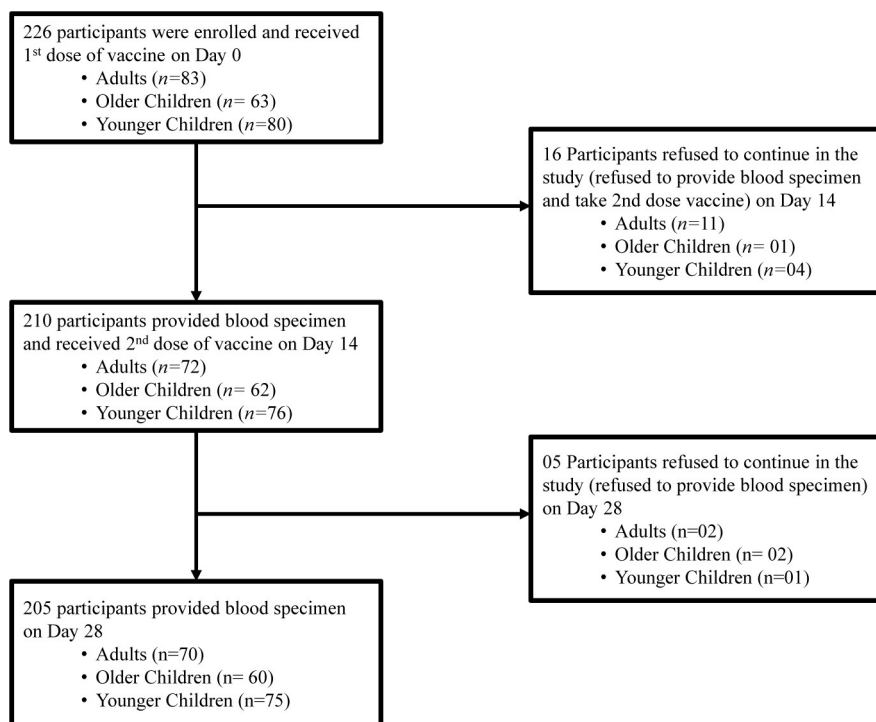 226 participants were enrolled and received
1st dose of vaccine on Day 0
• Adults (n=83)
• Older Children (n= 63)
• Younger Children (n=80)
16 Participants refused to continue in the
study (refused to provide blood specimen
and take 2nd dose vaccine) on Day 14
• Adults (n=11)
• Older Children (n= 01)
• Younger Children (n=04)
210 participants provided blood specimen
and received 2nd dose of vaccine on Day 14
• Adults (n=72)
• Older Children (n= 62)
• Younger Children (n=76)
05 Participants refused to continue in the
study (refused to provide blood specimen)
on Day 28
• Adults (n=02)
• Older Children (n= 02)
• Younger Children (n=01)
205 participants provided blood specimen
on Day 28
• Adults (n=70)
• Older Children (n= 60)
• Younger Children (n=75)